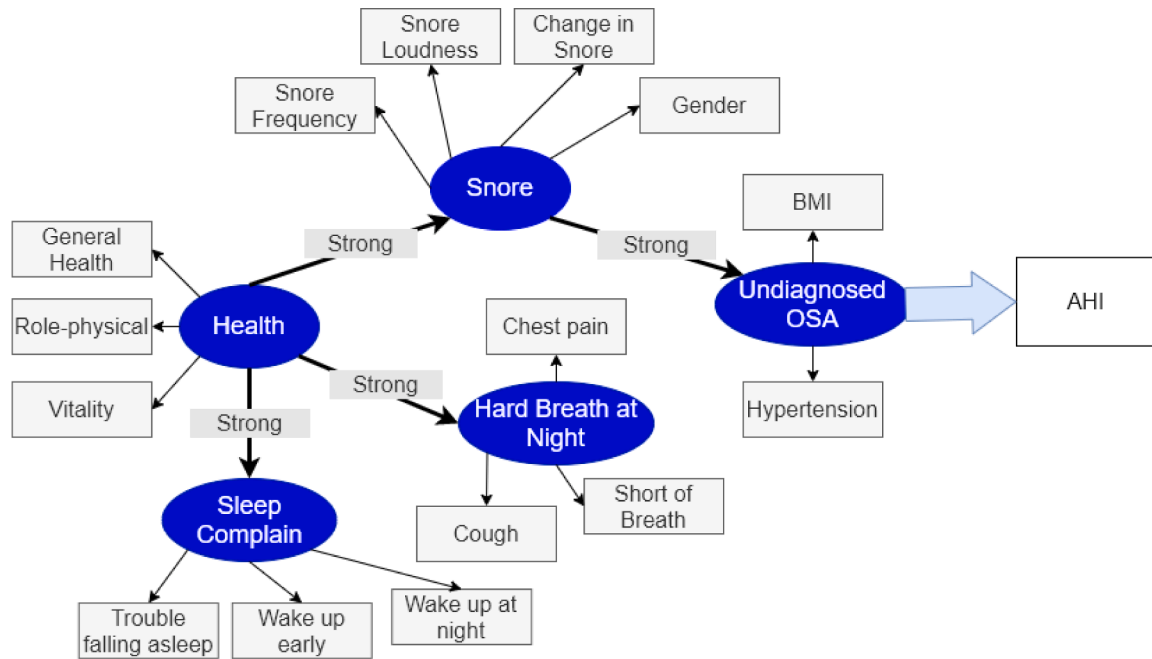 Snore
Loudness
Change in
Snore
Snore
Frequency
Gender
Snore
BMI
General
Health
Strong
Strong
Undiagnosed
OSA
AHI
Role-physical
Health
Chest pain
Strong
Vitality
Strong
Hard Breath at
Night
Hypertension
Sleep
Complain
Short of
Breath
Cough
Trouble
falling asleep
Wake up
early
Wake up at
night